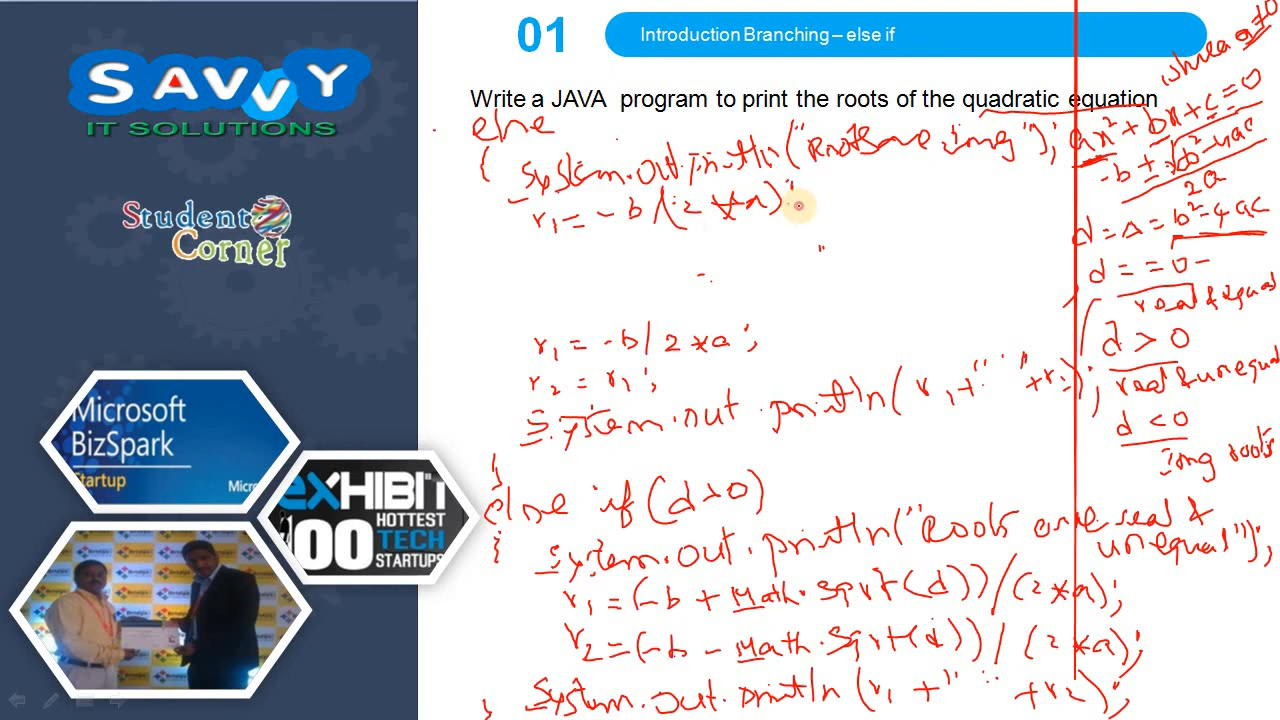 01
Introduction Branching – else if
SAVVY
IT SOLUTIONS
Write a JAVA program to print the roots of the quadratic equation
where a≠0
ax² + bx + c = 0
else
{ System.out.println("Roots are img");
-b ± √b²-4ac
2a
r1 = -b/(2*a);
Student
Corner
d = Δ = b²-4ac
d == 0 -
real & equal
r1 = -b/2*a;
d > 0
r2 = r1;
real & unequal
System.out.println(r1+" "+r2);
d < 0
img roots
}
Microsoft
BizSpark
Startup
Micro
else if (d>0)
eXHIBIT
100 HOTTEST
TECH
STARTUPS
{ System.out.println("Roots are real &
unequal");
r1 = (-b + Math.sqrt(d))/(2*a);
r2 = (-b - Math.sqrt(d))/(2*a);
System.out.println(r1+" "+r2);